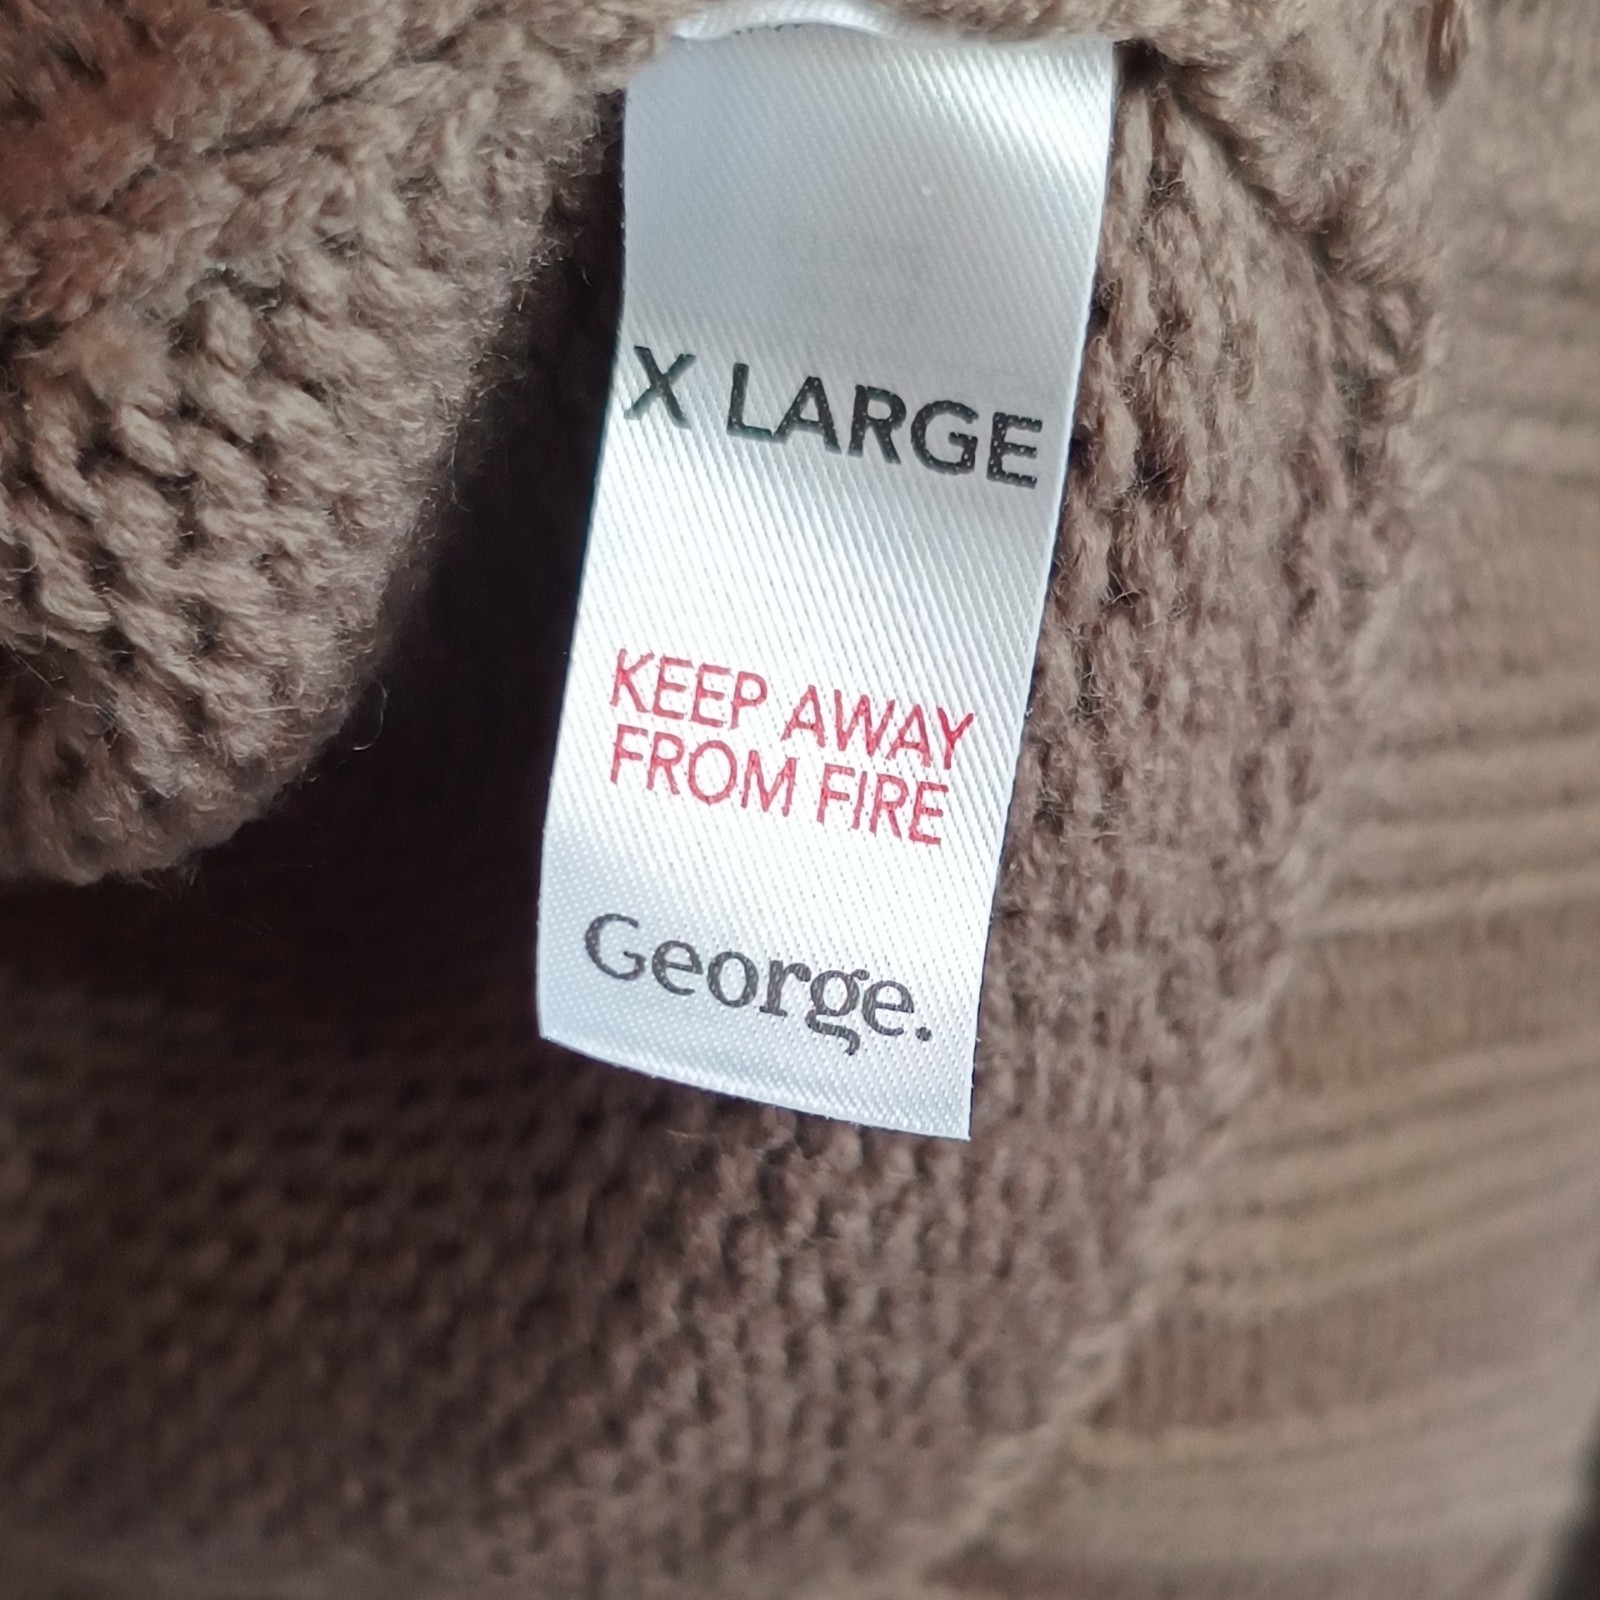 X LARGE
KEEP AWAY
FROM FIRE
George.